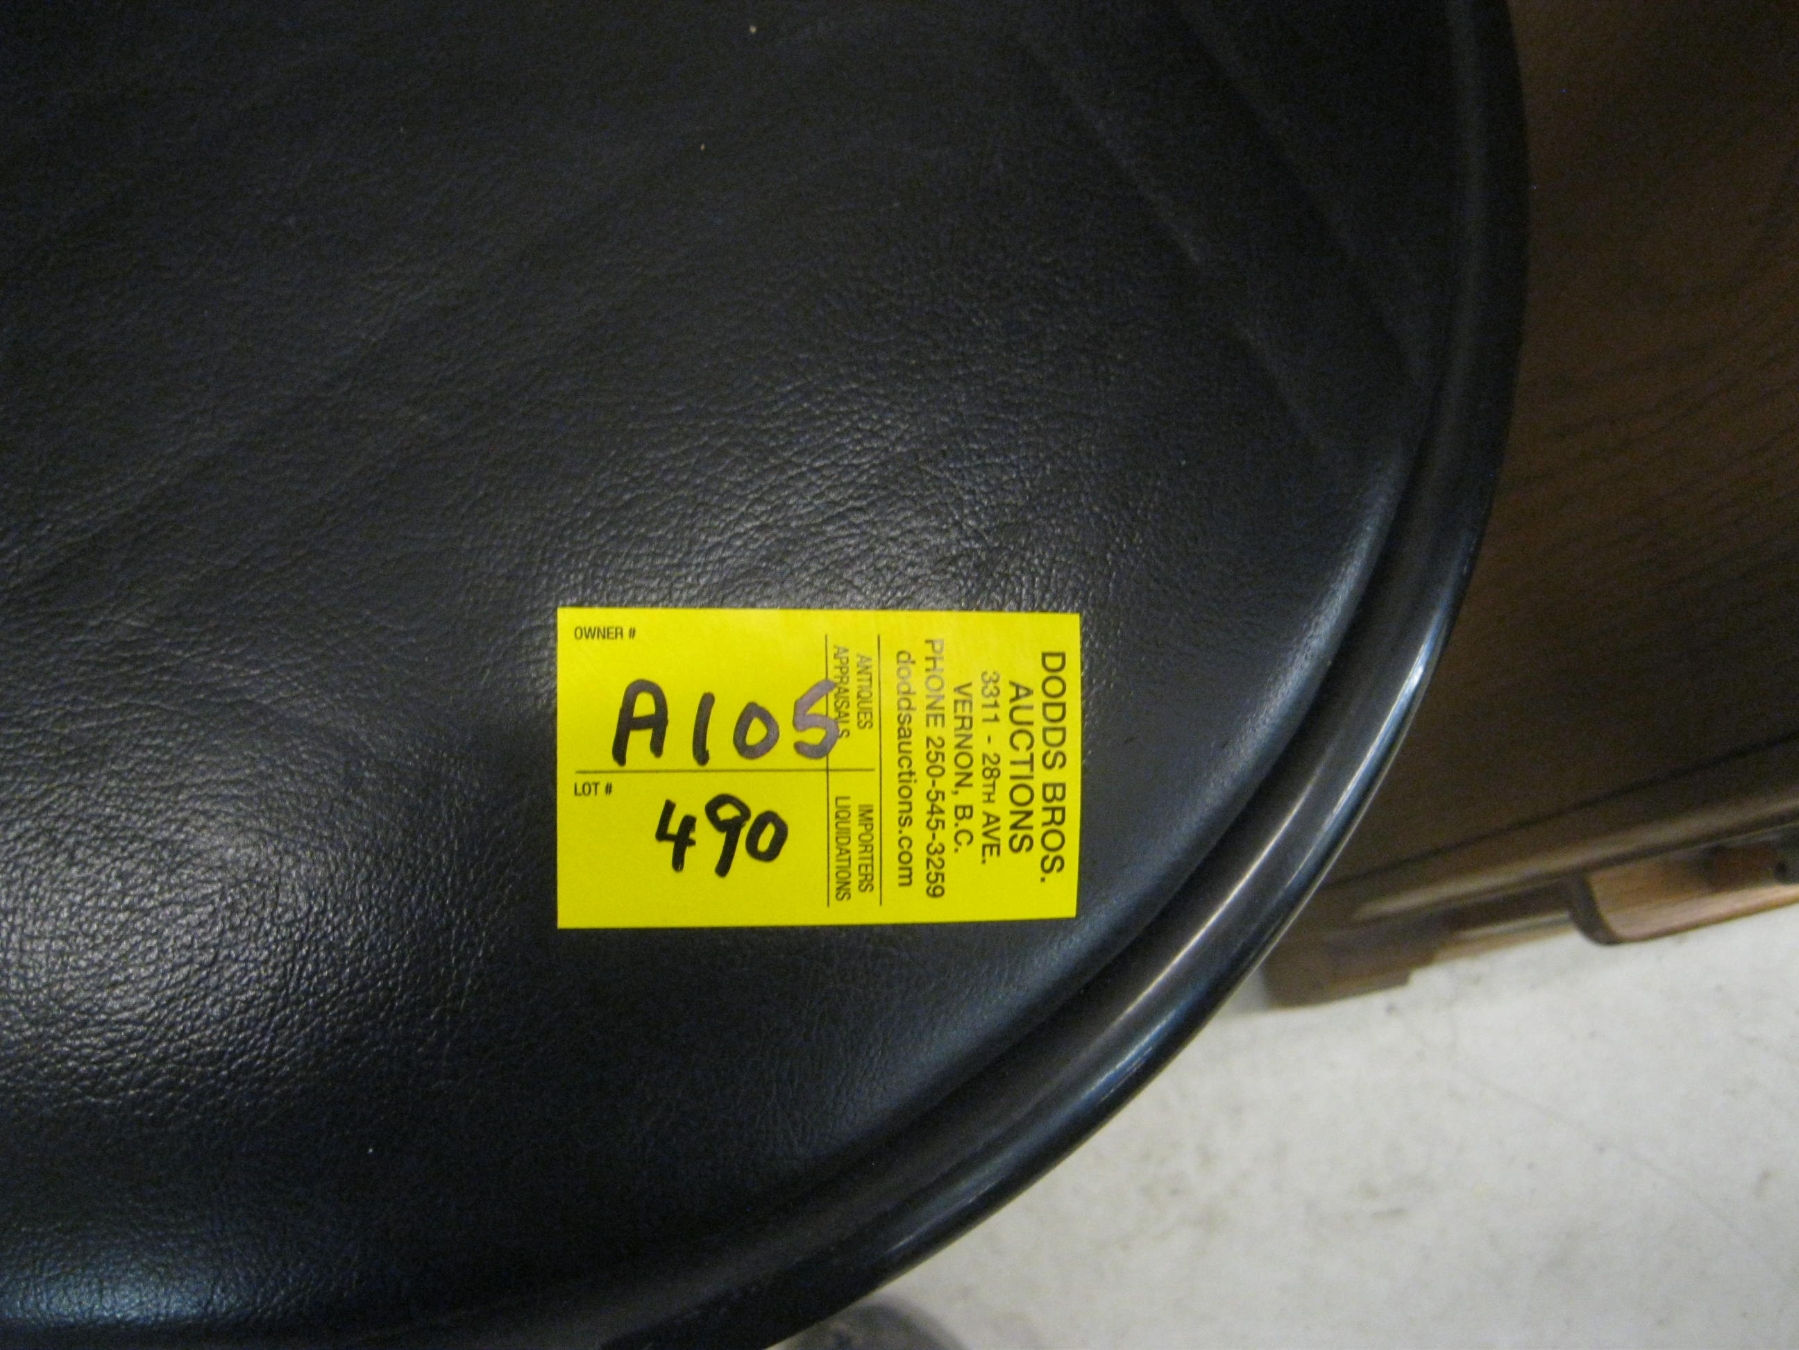 DODDS BROS.
AUCTIONS
3311 - 28TH AVE.
VERNON, B.C.
PHONE 250-545-3259
doddsauctions.com
ANTIQUES IMPORTERS
APPRAISALS LIQUIDATIONS
OWNER #
A105
LOT #
490